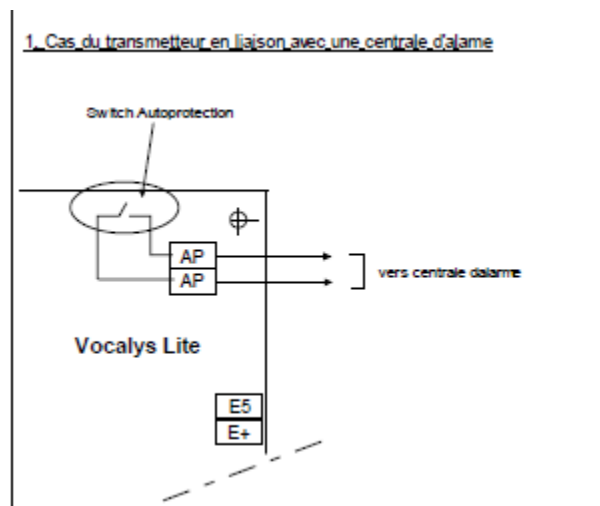 1. Cas du transmetteur en liaison avec une centrale d'alame
Switch Autoprotection
AP
AP
vers centrale dalarme
Vocalys Lite
E5
E+